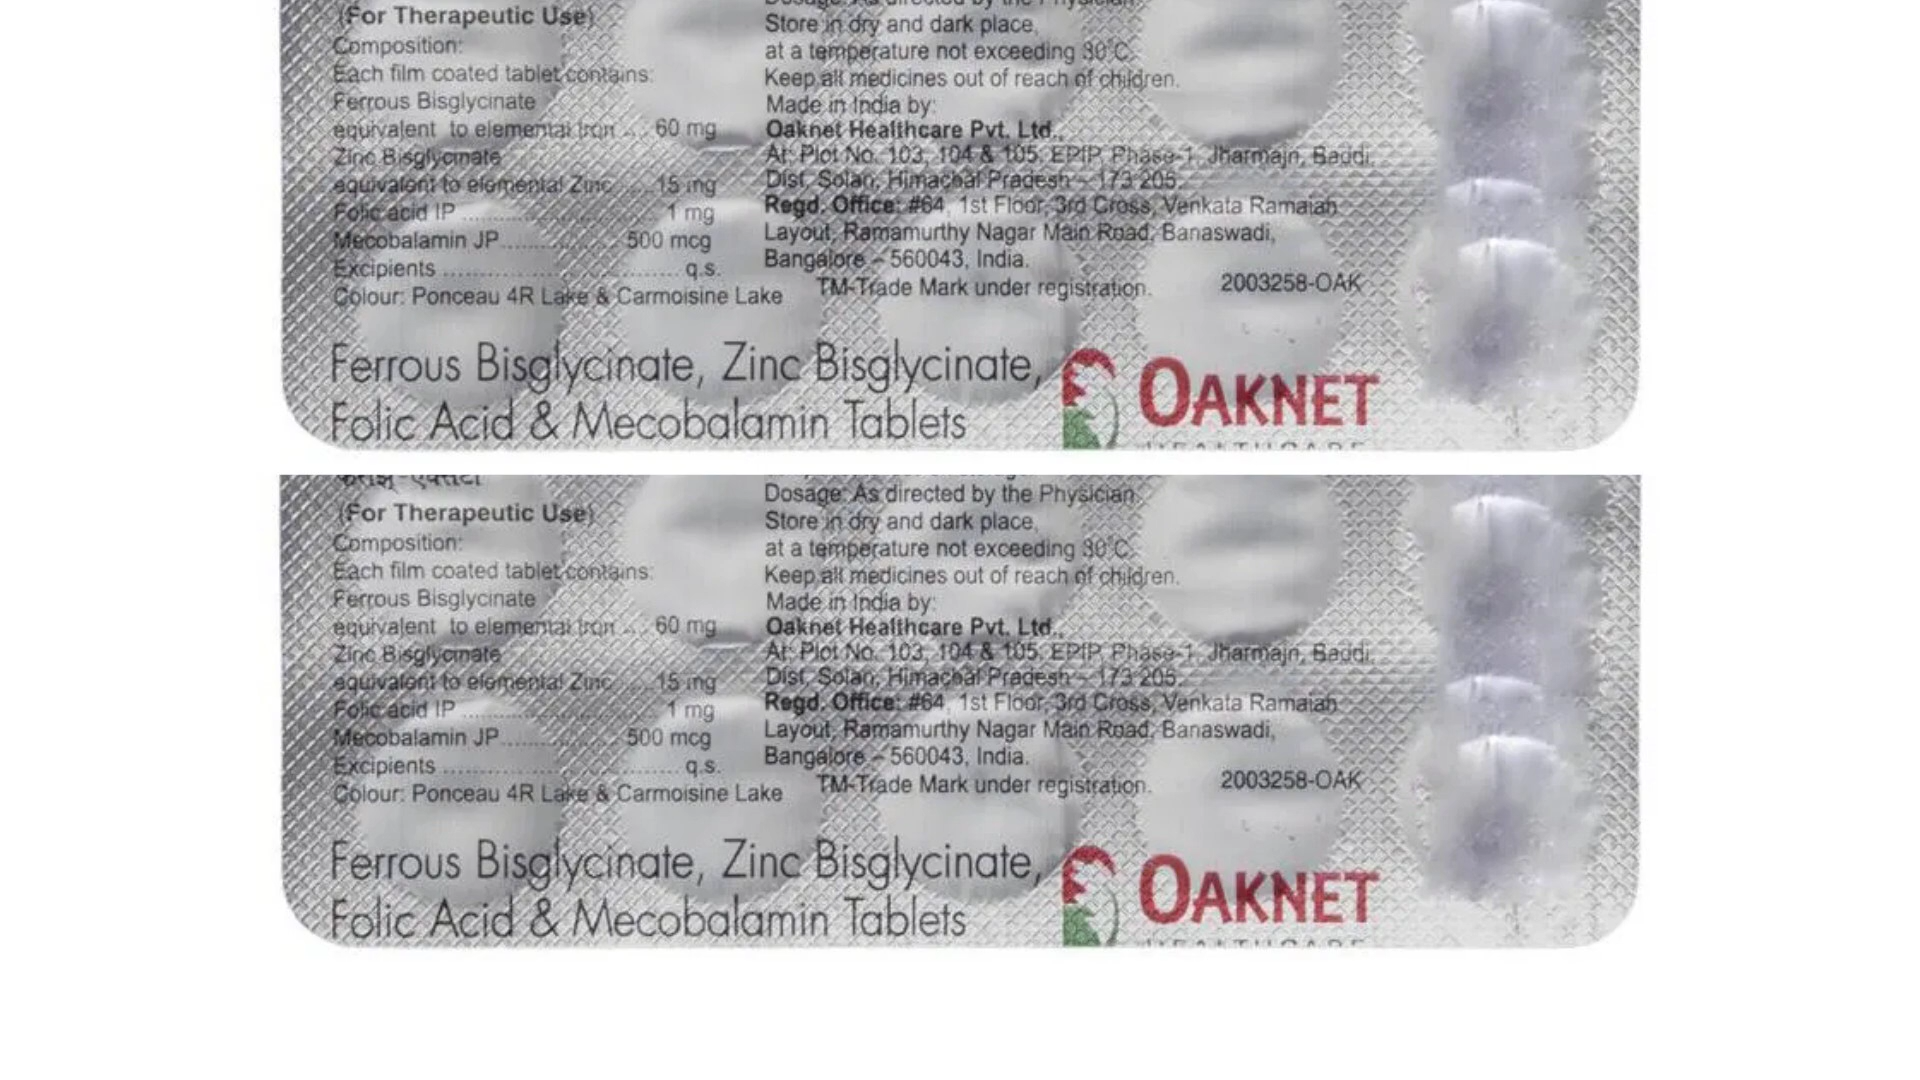 (For Therapeutic Use)
Composition:
Each film coated tablet contains:
Ferrous Bisglycinate
equivalent to elemental Iron .... 60 mg
Zinc Bisglycinate
equivalent to elemental Zinc ...... 15 mg
Folic acid IP .......................... 1 mg
Mecobalamin JP.................... 500 mcg
Excipients .............................. q.s.
Colour: Ponceau 4R Lake & Carmoisine Lake
Dosage: As directed by the Physician.
Store in dry and dark place,
at a temperature not exceeding 30°C.
Keep all medicines out of reach of children.
Made in India by:
Oaknet Healthcare Pvt. Ltd.,
At: Plot No. 103, 104 & 105, EPIP, Phase-1, Jharmajri, Baddi,
Dist. Solan, Himachal Pradesh - 173 205.
Regd. Office: #64, 1st Floor, 3rd Cross, Venkata Ramaiah
Layout, Ramamurthy Nagar Main Road, Banaswadi,
Bangalore - 560043, India.
TM-Trade Mark under registration.
2003258-OAK
Ferrous Bisglycinate, Zinc Bisglycinate,
Folic Acid & Mecobalamin Tablets
OAKNET
HEALTHCARE
(For Therapeutic Use)
Composition:
Each film coated tablet contains:
Ferrous Bisglycinate
equivalent to elemental Iron .... 60 mg
Zinc Bisglycinate
equivalent to elemental Zinc ...... 15 mg
Folic acid IP .......................... 1 mg
Mecobalamin JP.................... 500 mcg
Excipients .............................. q.s.
Colour: Ponceau 4R Lake & Carmoisine Lake
Dosage: As directed by the Physician.
Store in dry and dark place,
at a temperature not exceeding 30°C.
Keep all medicines out of reach of children.
Made in India by:
Oaknet Healthcare Pvt. Ltd.,
At: Plot No. 103, 104 & 105, EPIP, Phase-1, Jharmajri, Baddi,
Dist. Solan, Himachal Pradesh - 173 205.
Regd. Office: #64, 1st Floor, 3rd Cross, Venkata Ramaiah
Layout, Ramamurthy Nagar Main Road, Banaswadi,
Bangalore - 560043, India.
TM-Trade Mark under registration.
2003258-OAK
Ferrous Bisglycinate, Zinc Bisglycinate,
Folic Acid & Mecobalamin Tablets
OAKNET
HEALTHCARE